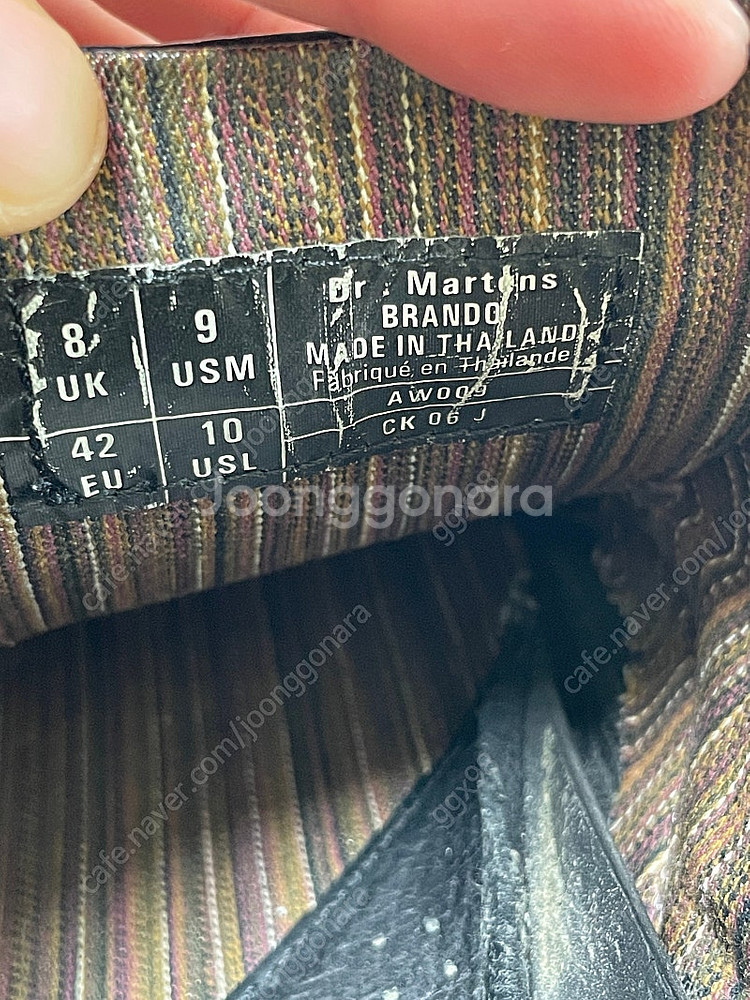 8 UK
9 USM
42 EU
10 USL
Dr. Martens
BRANDO
MADE IN THAILAND
Fabriqué en Thaïlande
AW009
CK 06 J
Joonggonara
cafe.naver.com/joonggonara